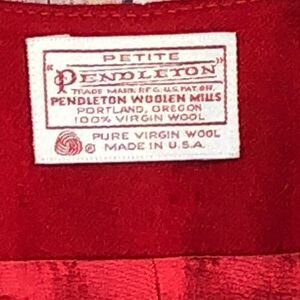 PETITE
"PENDLETON"
TRADE MARK REG. U.S. PAT. OFF.
PENDLETON WOOLEN MILLS
PORTLAND, OREGON
100% VIRGIN WOOL
PURE VIRGIN WOOL
® MADE IN U.S.A.